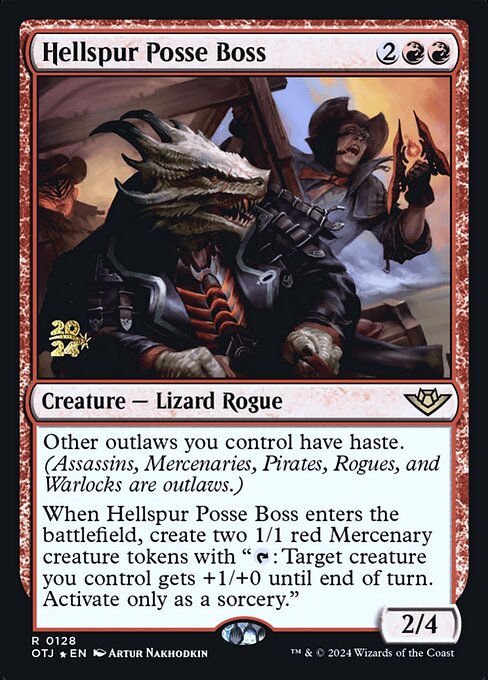 Hellspur Posse Boss 2
20
24
Creature — Lizard Rogue
Other outlaws you control have haste.
(Assassins, Mercenaries, Pirates, Rogues, and
Warlocks are outlaws.)
When Hellspur Posse Boss enters the
battlefield, create two 1/1 red Mercenary
creature tokens with “: Target creature
you control gets +1/+0 until end of turn.
Activate only as a sorcery.”
2/4
R 0128
OTJ ★ EN Artur Nakhodkin
™ & © 2024 Wizards of the Coast